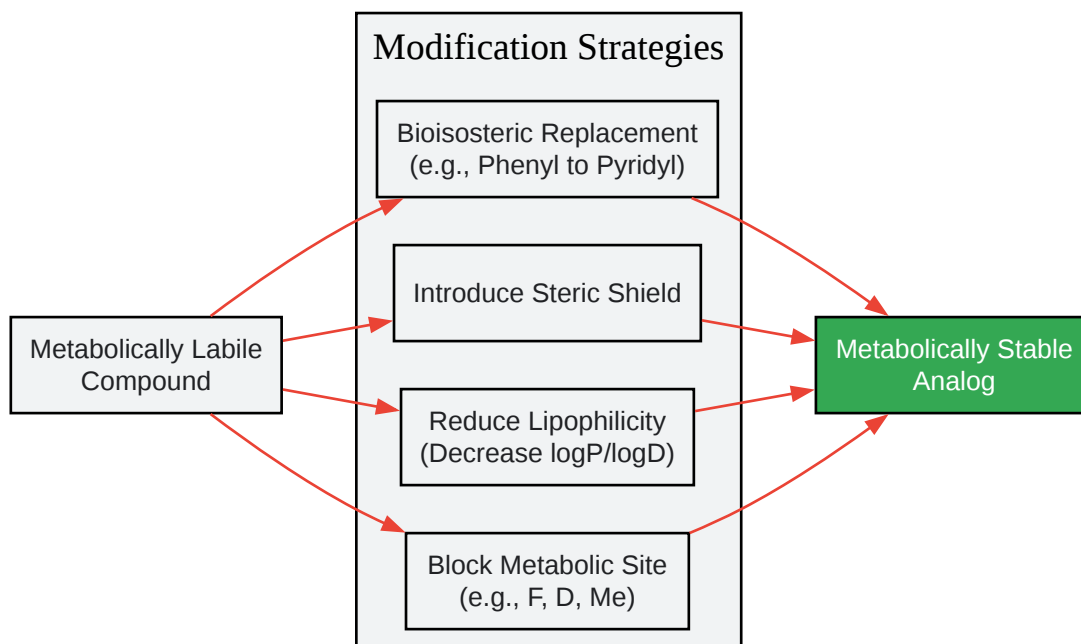 Modification Strategies
Bioisosteric Replacement
(e.g., Phenyl to Pyridyl)
Introduce Steric Shield
Metabolically Labile
Compound
Metabolically Stable
Analog
Reduce Lipophilicity
(Decrease logP/logD)
Block Metabolic Site
(e.g., F, D, Me)